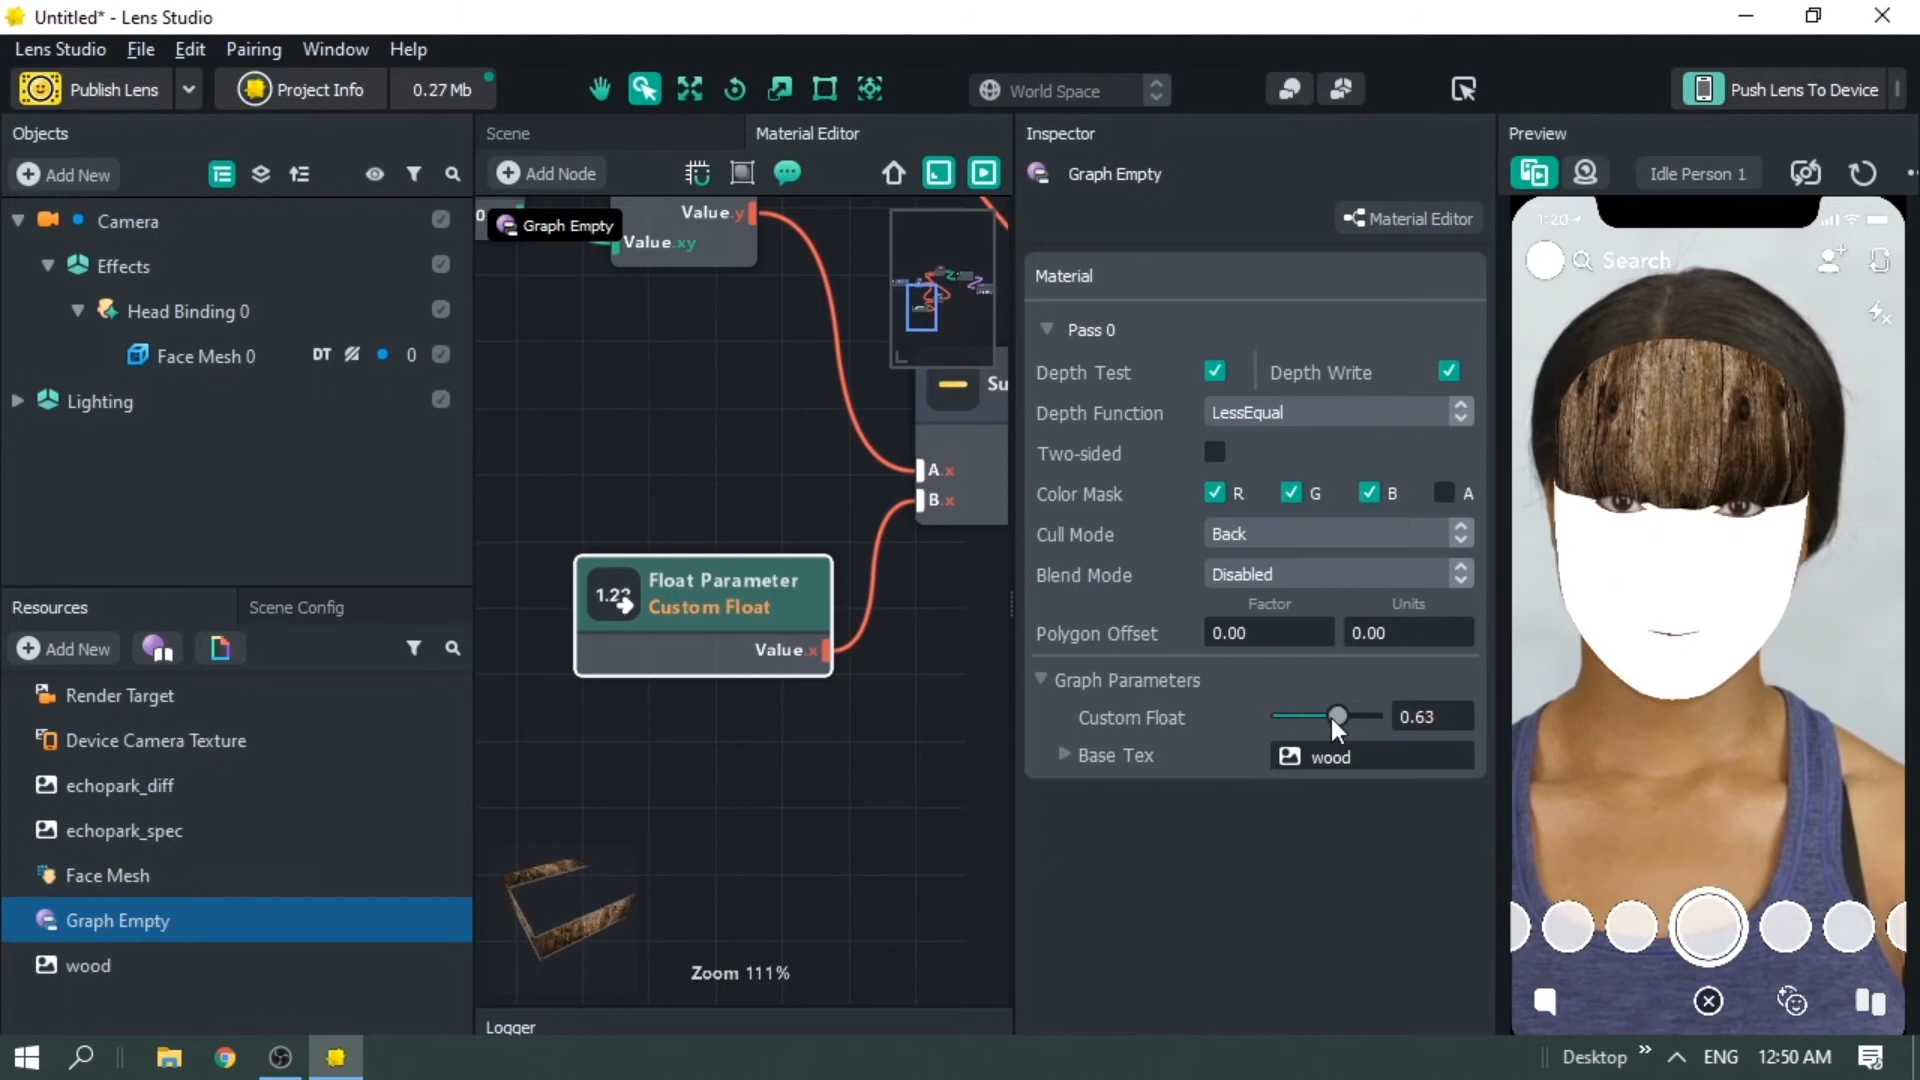 Untitled* - Lens Studio
Lens Studio File Edit Pairing Window Help
Publish Lens Project Info 0.27 Mb World Space Push Lens To Device
Objects Scene Material Editor Inspector Preview
Add New Add Node Graph Empty Idle Person 1
Material Editor
Camera
Effects
Head Binding 0
Face Mesh 0 DT 0
Lighting
0 Graph Empty
Value.y
Value.xy
Su
A.x
B.x
1.23 Float Parameter
Custom Float
Value.x
Zoom 111%
Logger
Material
Pass 0
Depth Test Depth Write
Depth Function LessEqual
Two-sided
Color Mask R G B A
Cull Mode Back
Blend Mode Disabled
Factor Units
Polygon Offset 0.00 0.00
Graph Parameters
Custom Float 0.63
Base Tex wood
1:20
Search
Resources Scene Config
Add New
Render Target
Device Camera Texture
echopark_diff
echopark_spec
Face Mesh
Graph Empty
wood
Desktop ENG 12:50 AM